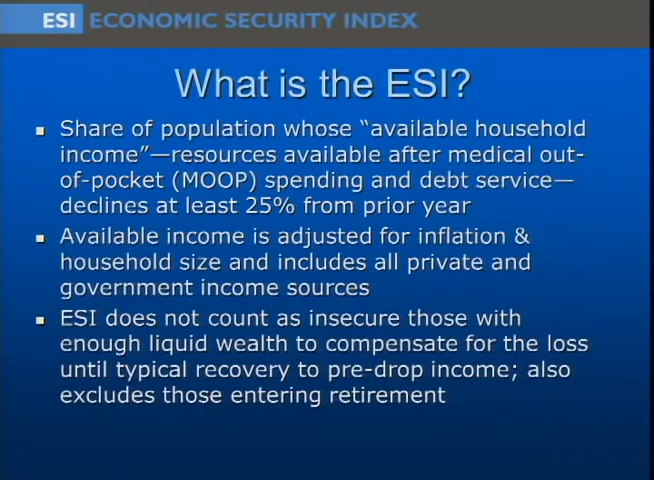 ESI ECONOMIC SECURITY INDEX
What is the ESI?
Share of population whose “available household
income”—resources available after medical out-
of-pocket (MOOP) spending and debt service—
declines at least 25% from prior year
Available income is adjusted for inflation &
household size and includes all private and
government income sources
ESI does not count as insecure those with
enough liquid wealth to compensate for the loss
until typical recovery to pre-drop income; also
excludes those entering retirement